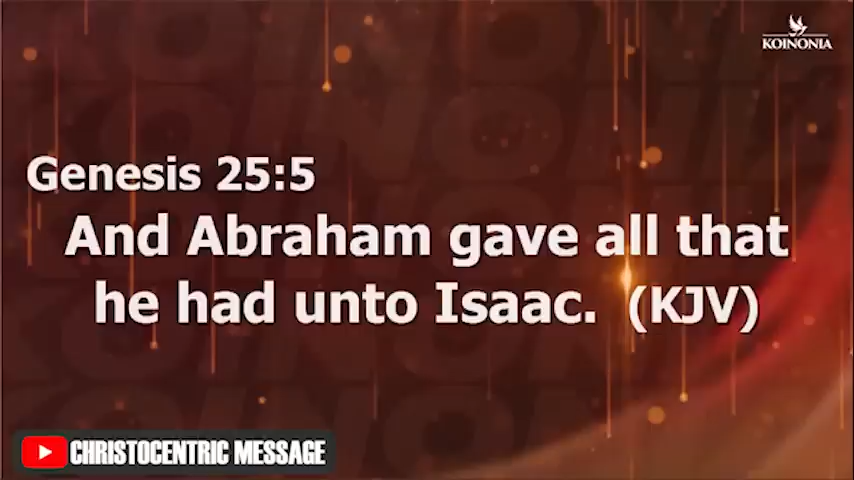 KOINONIA
Genesis 25:5
And Abraham gave all that
he had unto Isaac. (KJV)
CHRISTOCENTRIC MESSAGE